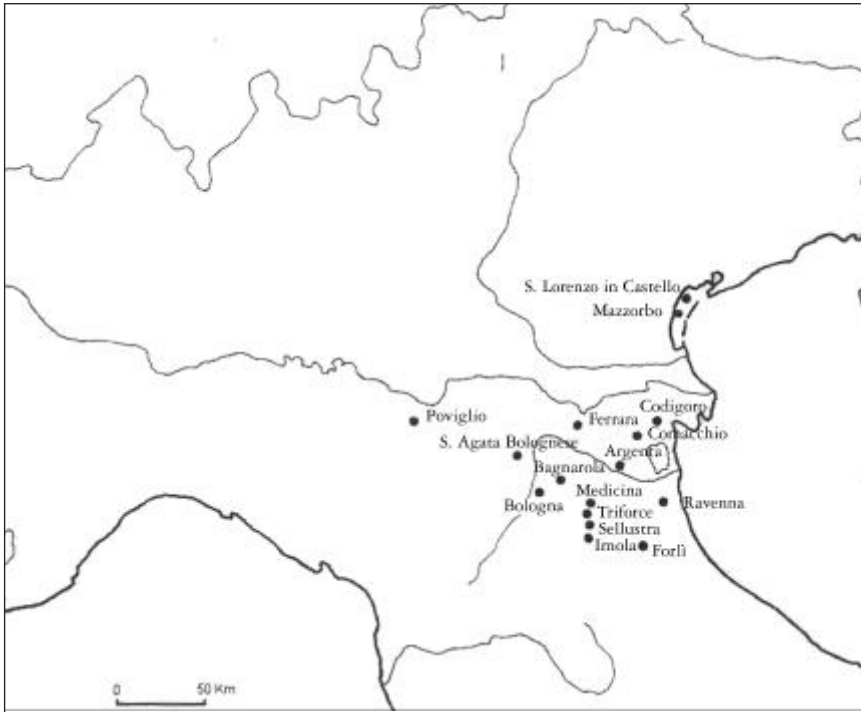 S. Lorenzo in Castello
Mazzorbo
Poviglio
Ferrara
Codigoro
Comacchio
S. Agata Bolognese
Argenta
Bagnarola
Bologna
Medicina
Triforce
Ravenna
Sellustra
Imola
Forlì
0 50 Km